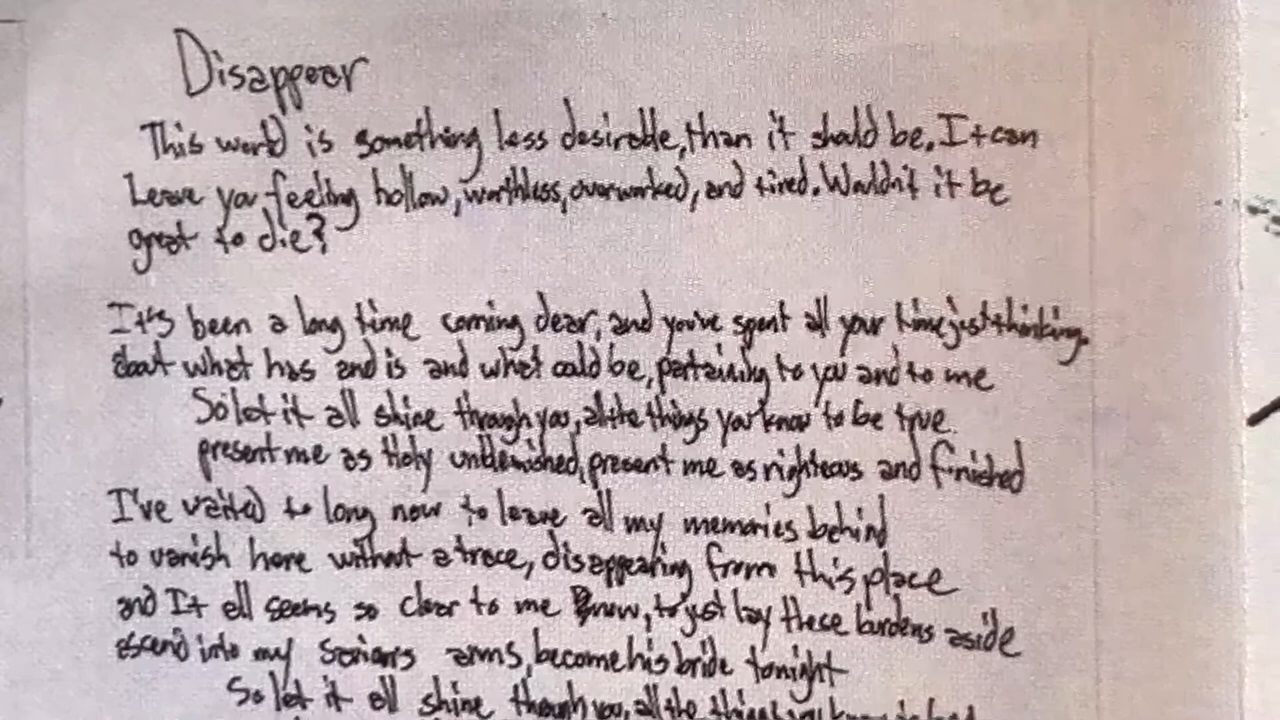 Disappear
This world is something less desirable, than it should be. It can
Leave you feeling hollow, worthless, overworked, and tired. Wouldn't it be
great to die?
It's been a long time coming dear, and you've spent all your time just thinking.
about what has and is and what could be, pertaining to you and to me
So let it all shine through you, all the things you know to be true.
present me as Holy unblemished, present me as righteous and finished
I've waited to long now to leave all my memories behind
to vanish here without a trace, disappearing from this place
and It all seems so clear to me now, to just lay these burdens aside
ascend into my Saviors arms, become his bride tonight
So let it all shine through you, all the things you know to be